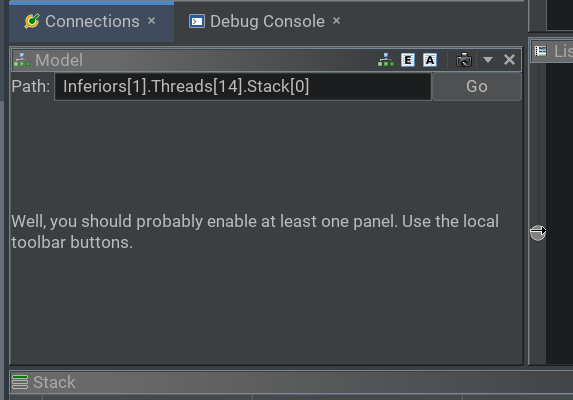 Connections × Debug Console ×
Model E A
Lis
Path: Inferiors[1].Threads[14].Stack[0] Go
Well, you should probably enable at least one panel. Use the local
toolbar buttons.
Stack